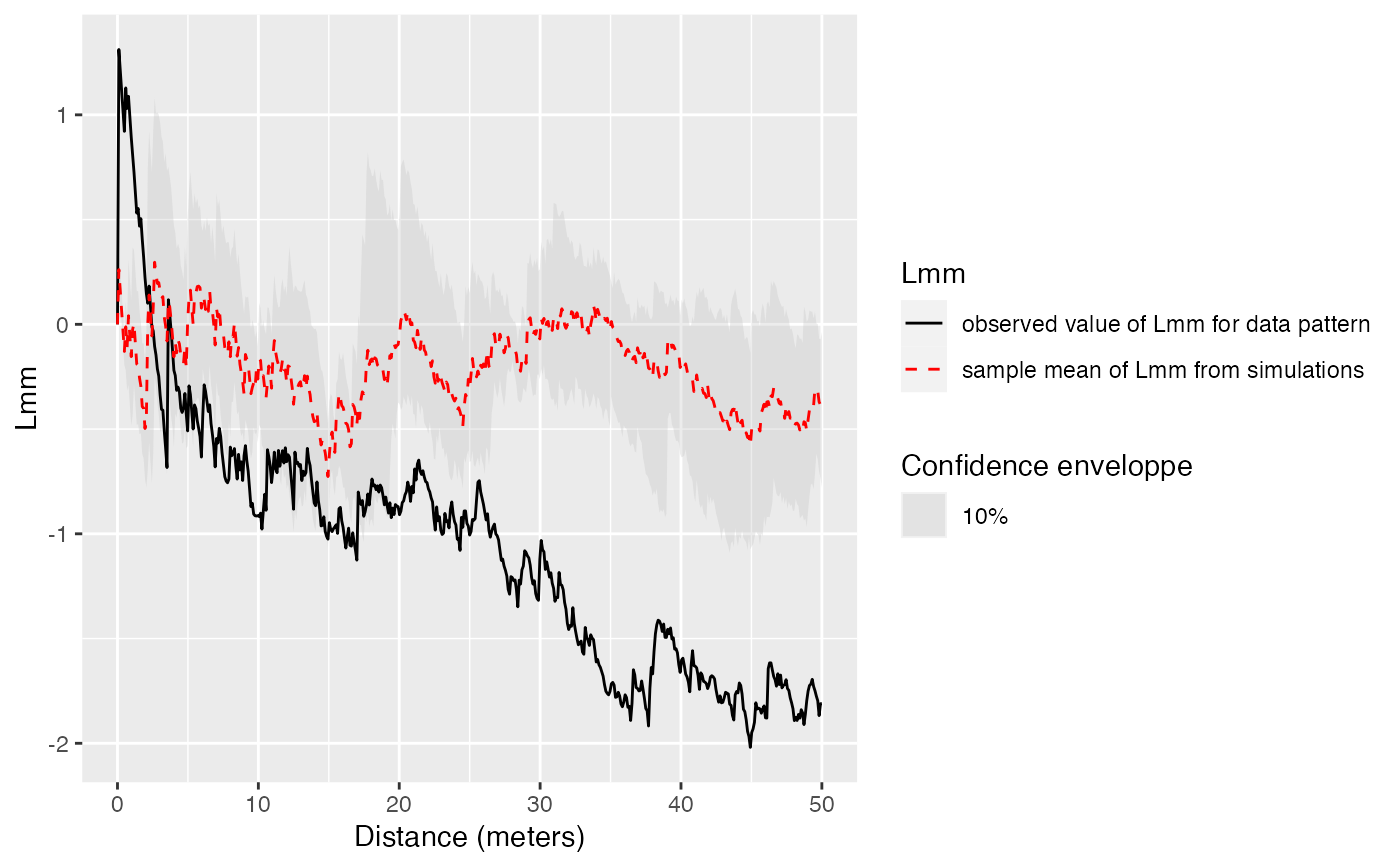 1
0
-1
-2
Lmm
0 10 20 30 40 50
Distance (meters)
Lmm
observed value of Lmm for data pattern
sample mean of Lmm from simulations
Confidence enveloppe
10%